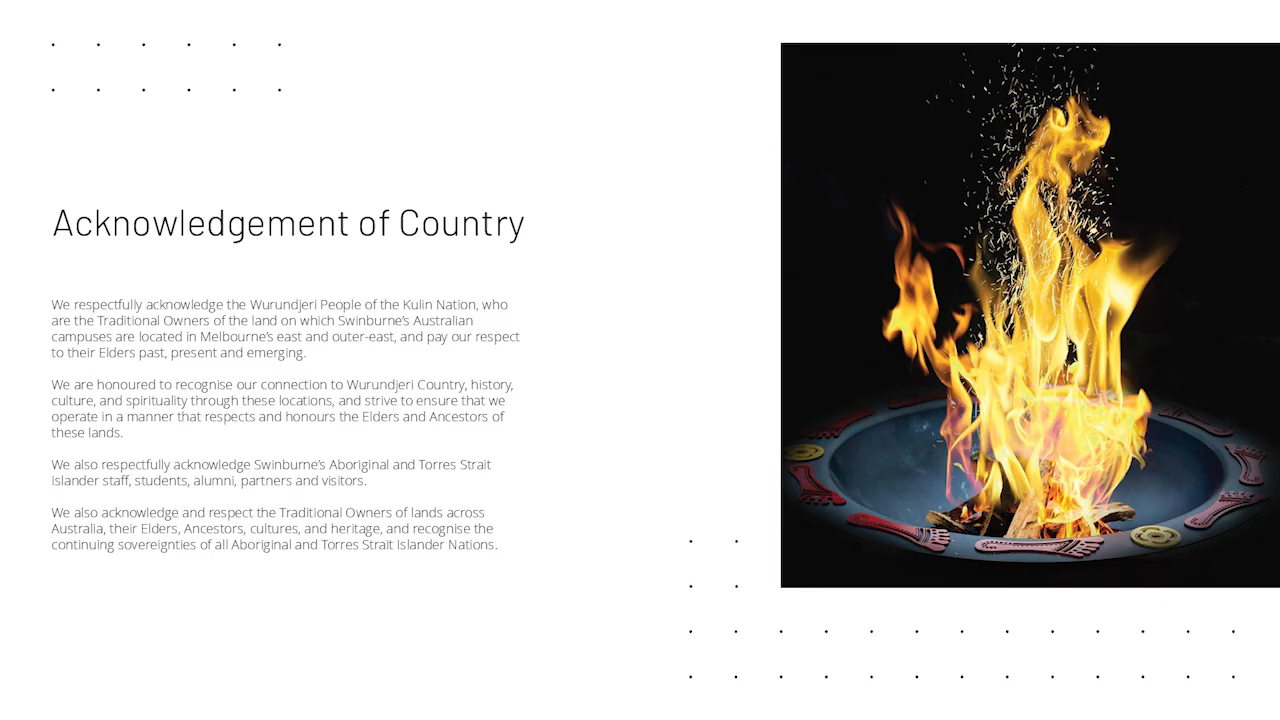 Acknowledgement of Country
We respectfully acknowledge the Wurundjeri People of the Kulin Nation, who
are the Traditional Owners of the land on which Swinburne's Australian
campuses are located in Melbourne's east and outer-east, and pay our respect
to their Elders past, present and emerging.
We are honoured to recognise our connection to Wurundjeri Country, history,
culture, and spirituality through these locations, and strive to ensure that we
operate in a manner that respects and honours the Elders and Ancestors of
these lands.
We also respectfully acknowledge Swinburne's Aboriginal and Torres Strait
Islander staff, students, alumni, partners and visitors.
We also acknowledge and respect the Traditional Owners of lands across
Australia, their Elders, Ancestors, cultures, and heritage, and recognise the
continuing sovereignties of all Aboriginal and Torres Strait Islander Nations.